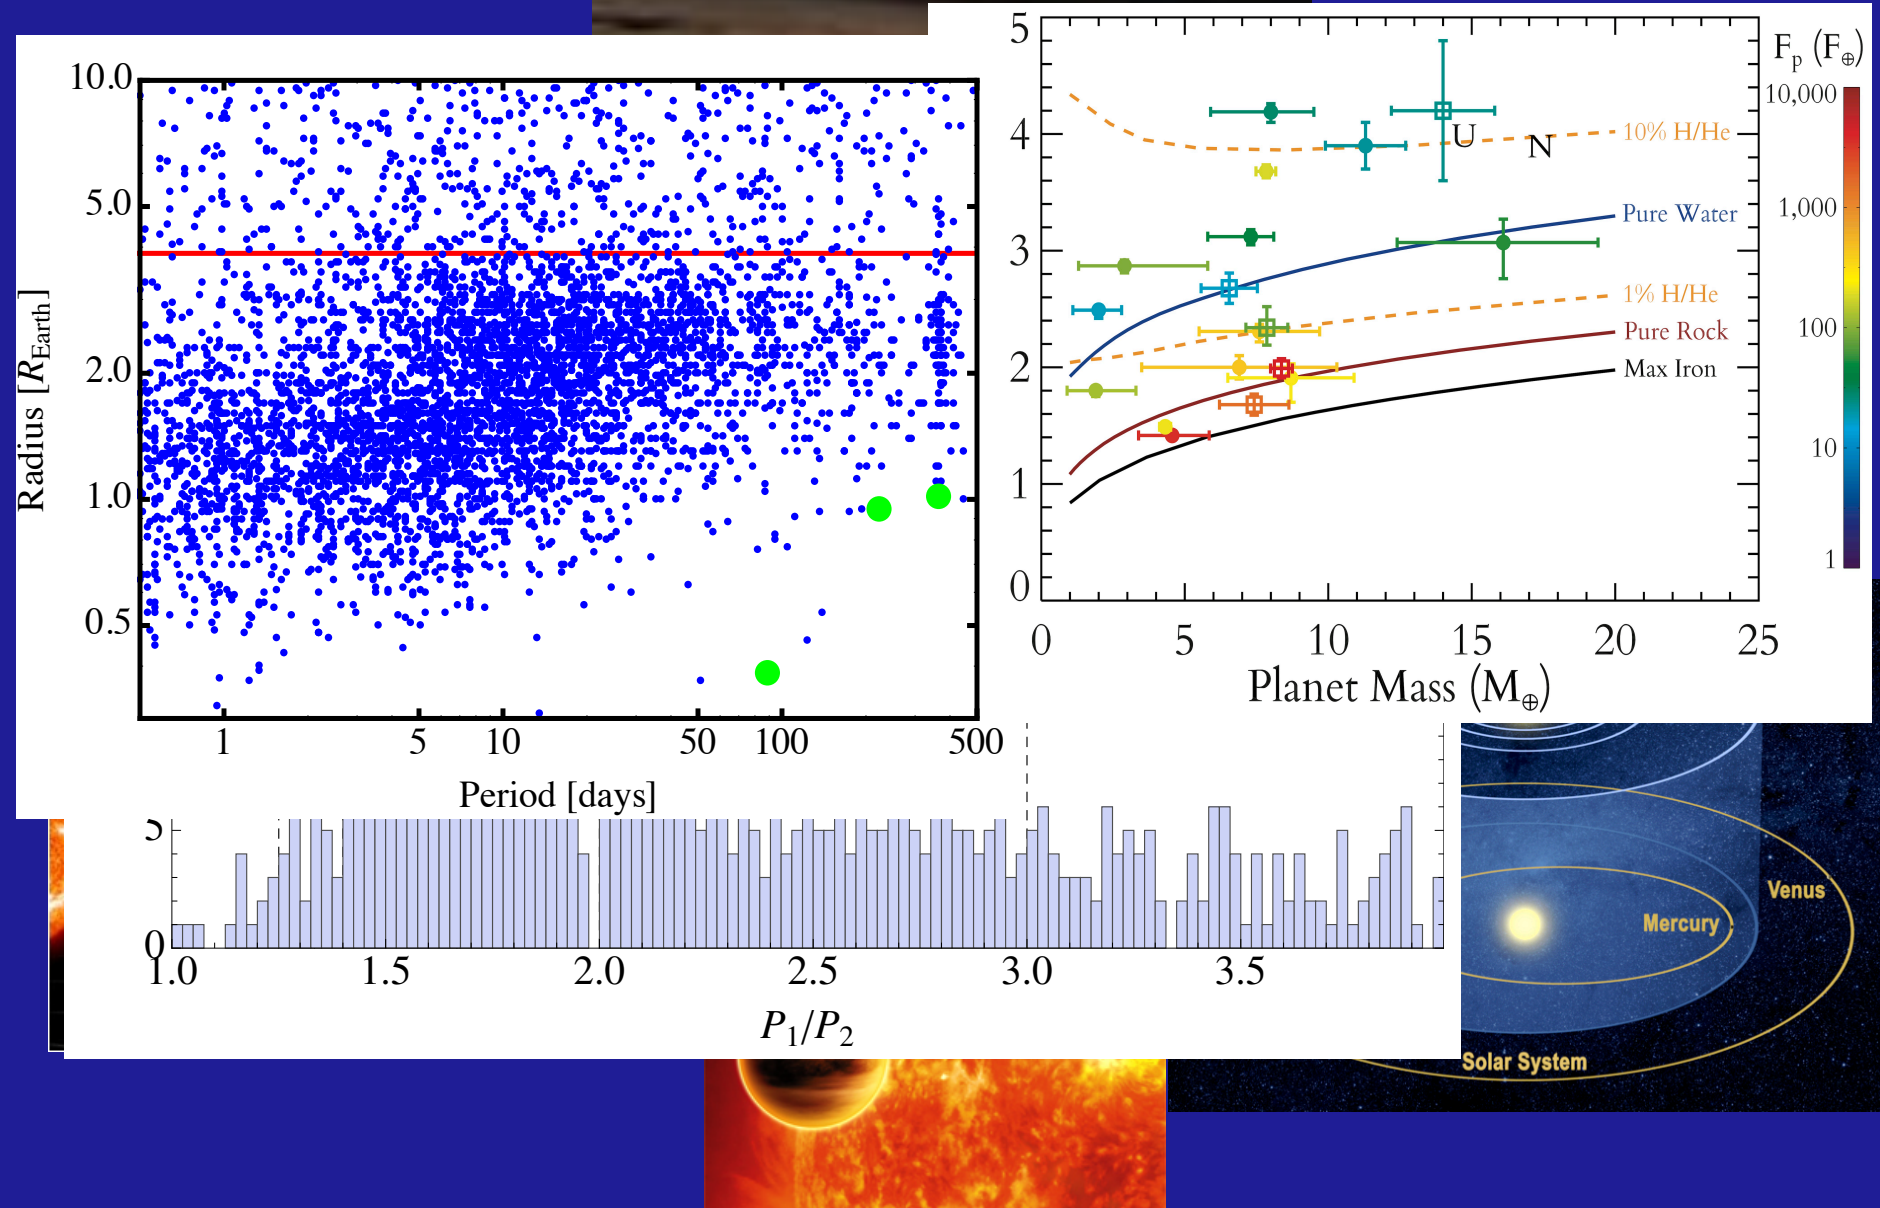 10.0
5.0
2.0
1.0
0.5
Radius [R_Earth]
1 5 10 50 100 500
Period [days]
5
4
3
2
1
0
0 5 10 15 20 25
Planet Mass (M⊕)
U
N
10% H/He
Pure Water
1% H/He
Pure Rock
Max Iron
F_p (F⊕)
10,000
1,000
100
10
1
5
0
1.0 1.5 2.0 2.5 3.0 3.5
P₁/P₂
Venus
Mercury
Solar System